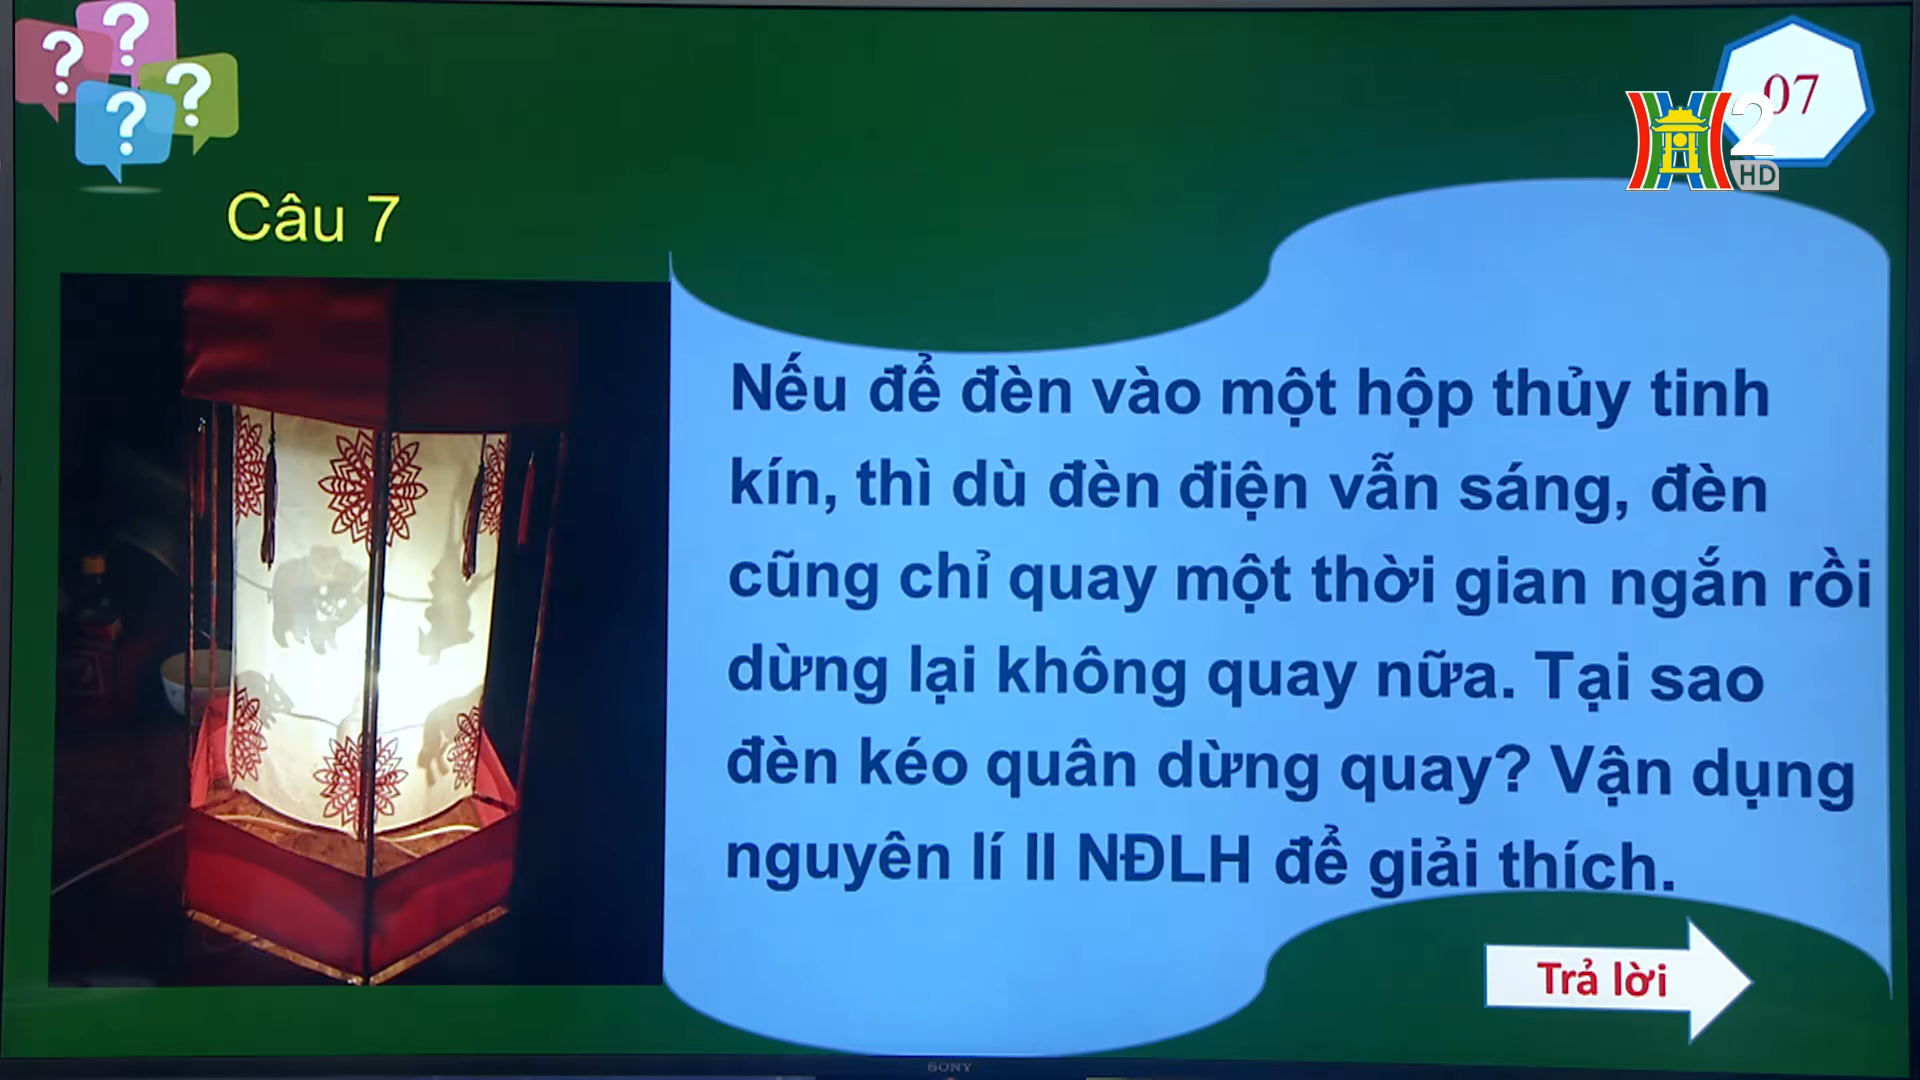 ? ? ? ?
07
2
HD
Câu 7
Nếu để đèn vào một hộp thủy tinh
kín, thì dù đèn điện vẫn sáng, đèn
cũng chỉ quay một thời gian ngắn rồi
dừng lại không quay nữa. Tại sao
đèn kéo quân dừng quay? Vận dụng
nguyên lí II NĐLH để giải thích.
Trả lời
SONY